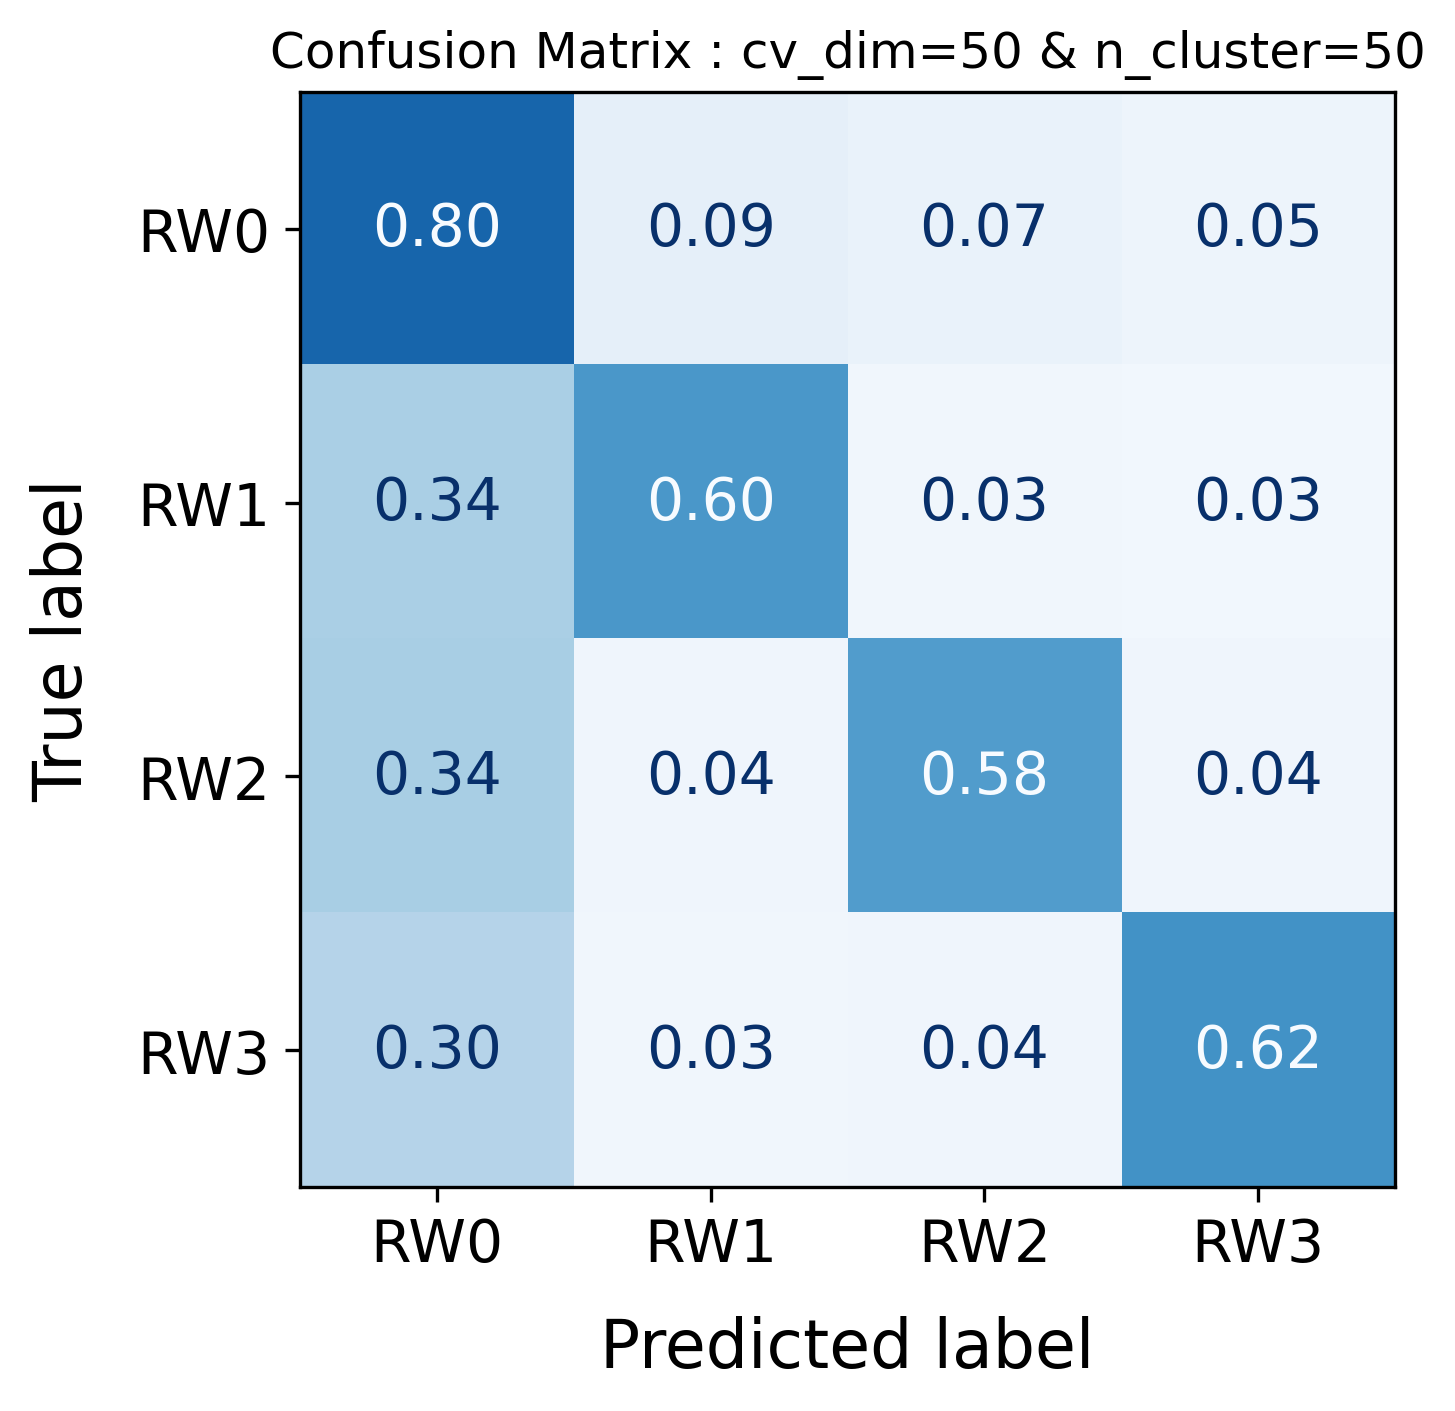 Confusion Matrix : cv_dim=50 & n_cluster=50
True label
RW0 0.80 0.09 0.07 0.05
RW1 0.34 0.60 0.03 0.03
RW2 0.34 0.04 0.58 0.04
RW3 0.30 0.03 0.04 0.62
RW0 RW1 RW2 RW3
Predicted label